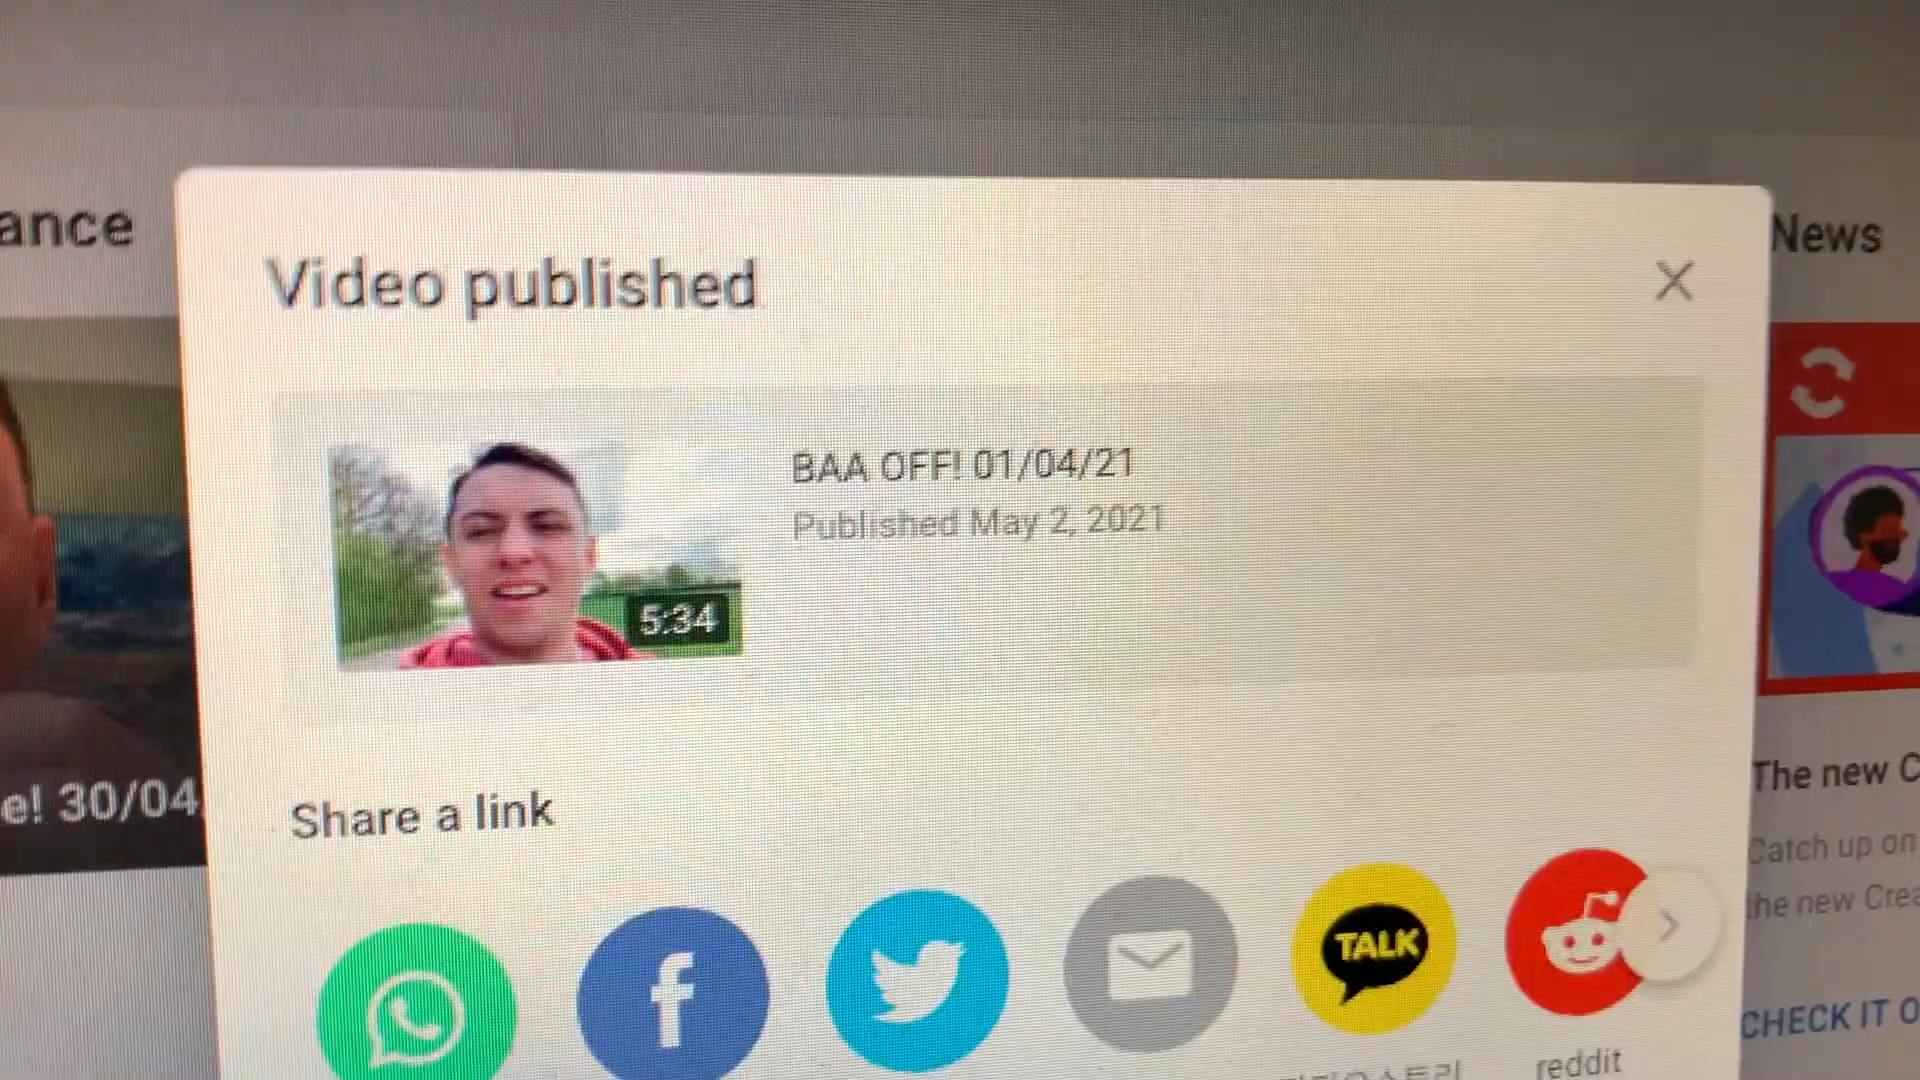 ance
News
Video published
BAA OFF! 01/04/21
Published May 2, 2021
5:34
e! 30/04
Share a link
The new C
Catch up on
the new Crea
TALK
CHECK IT O
reddit